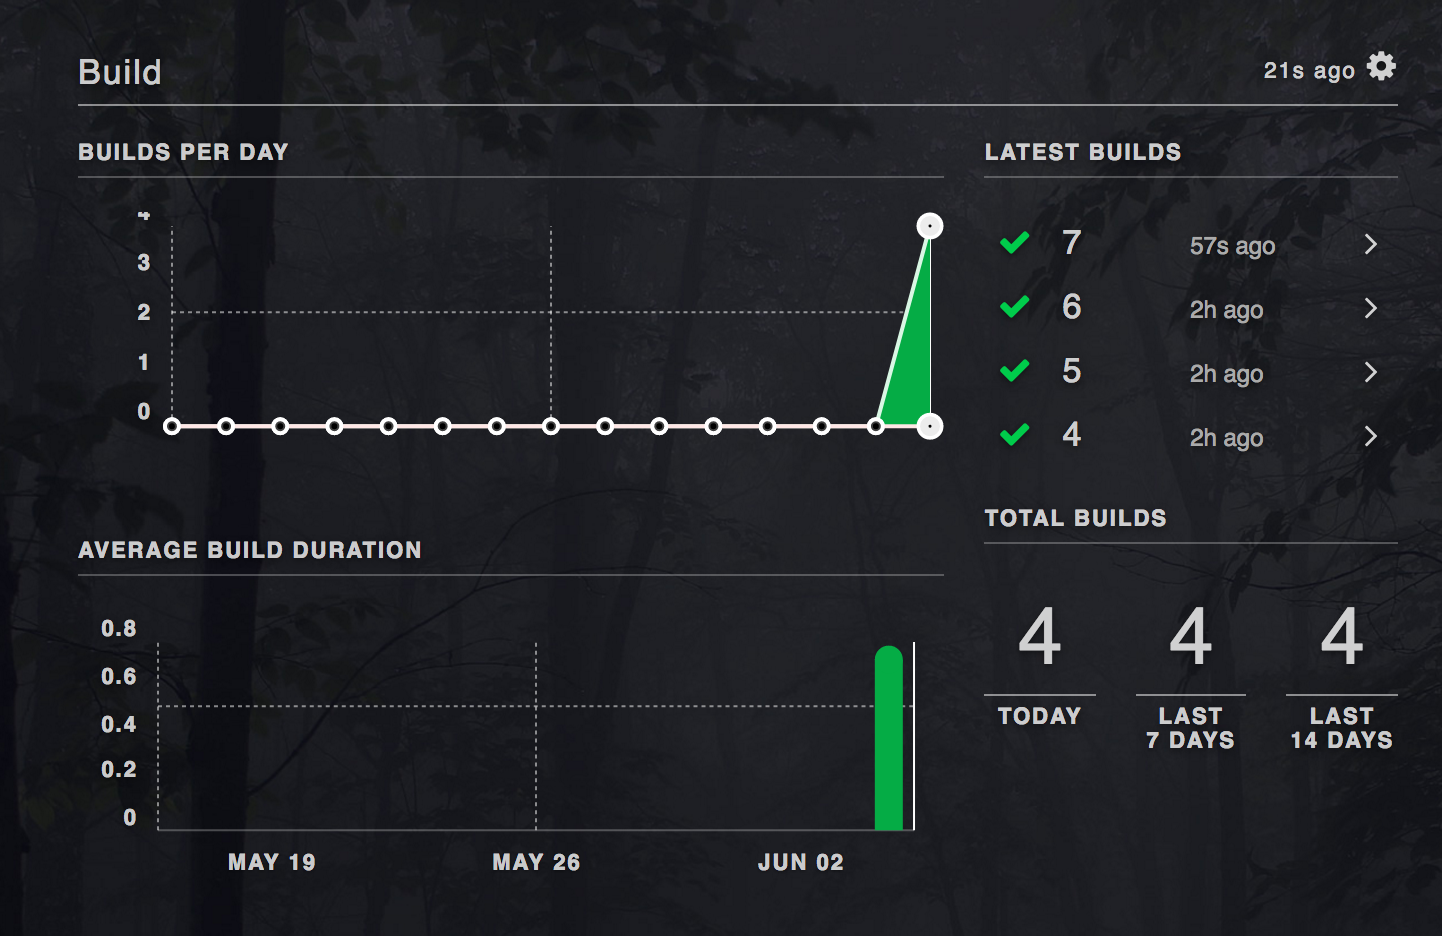 Build
21s ago
BUILDS PER DAY
4
3
2
1
0
AVERAGE BUILD DURATION
0.8
0.6
0.4
0.2
0
MAY 19 MAY 26 JUN 02
LATEST BUILDS
7 57s ago
6 2h ago
5 2h ago
4 2h ago
TOTAL BUILDS
4 4 4
TODAY LAST LAST
7 DAYS 14 DAYS